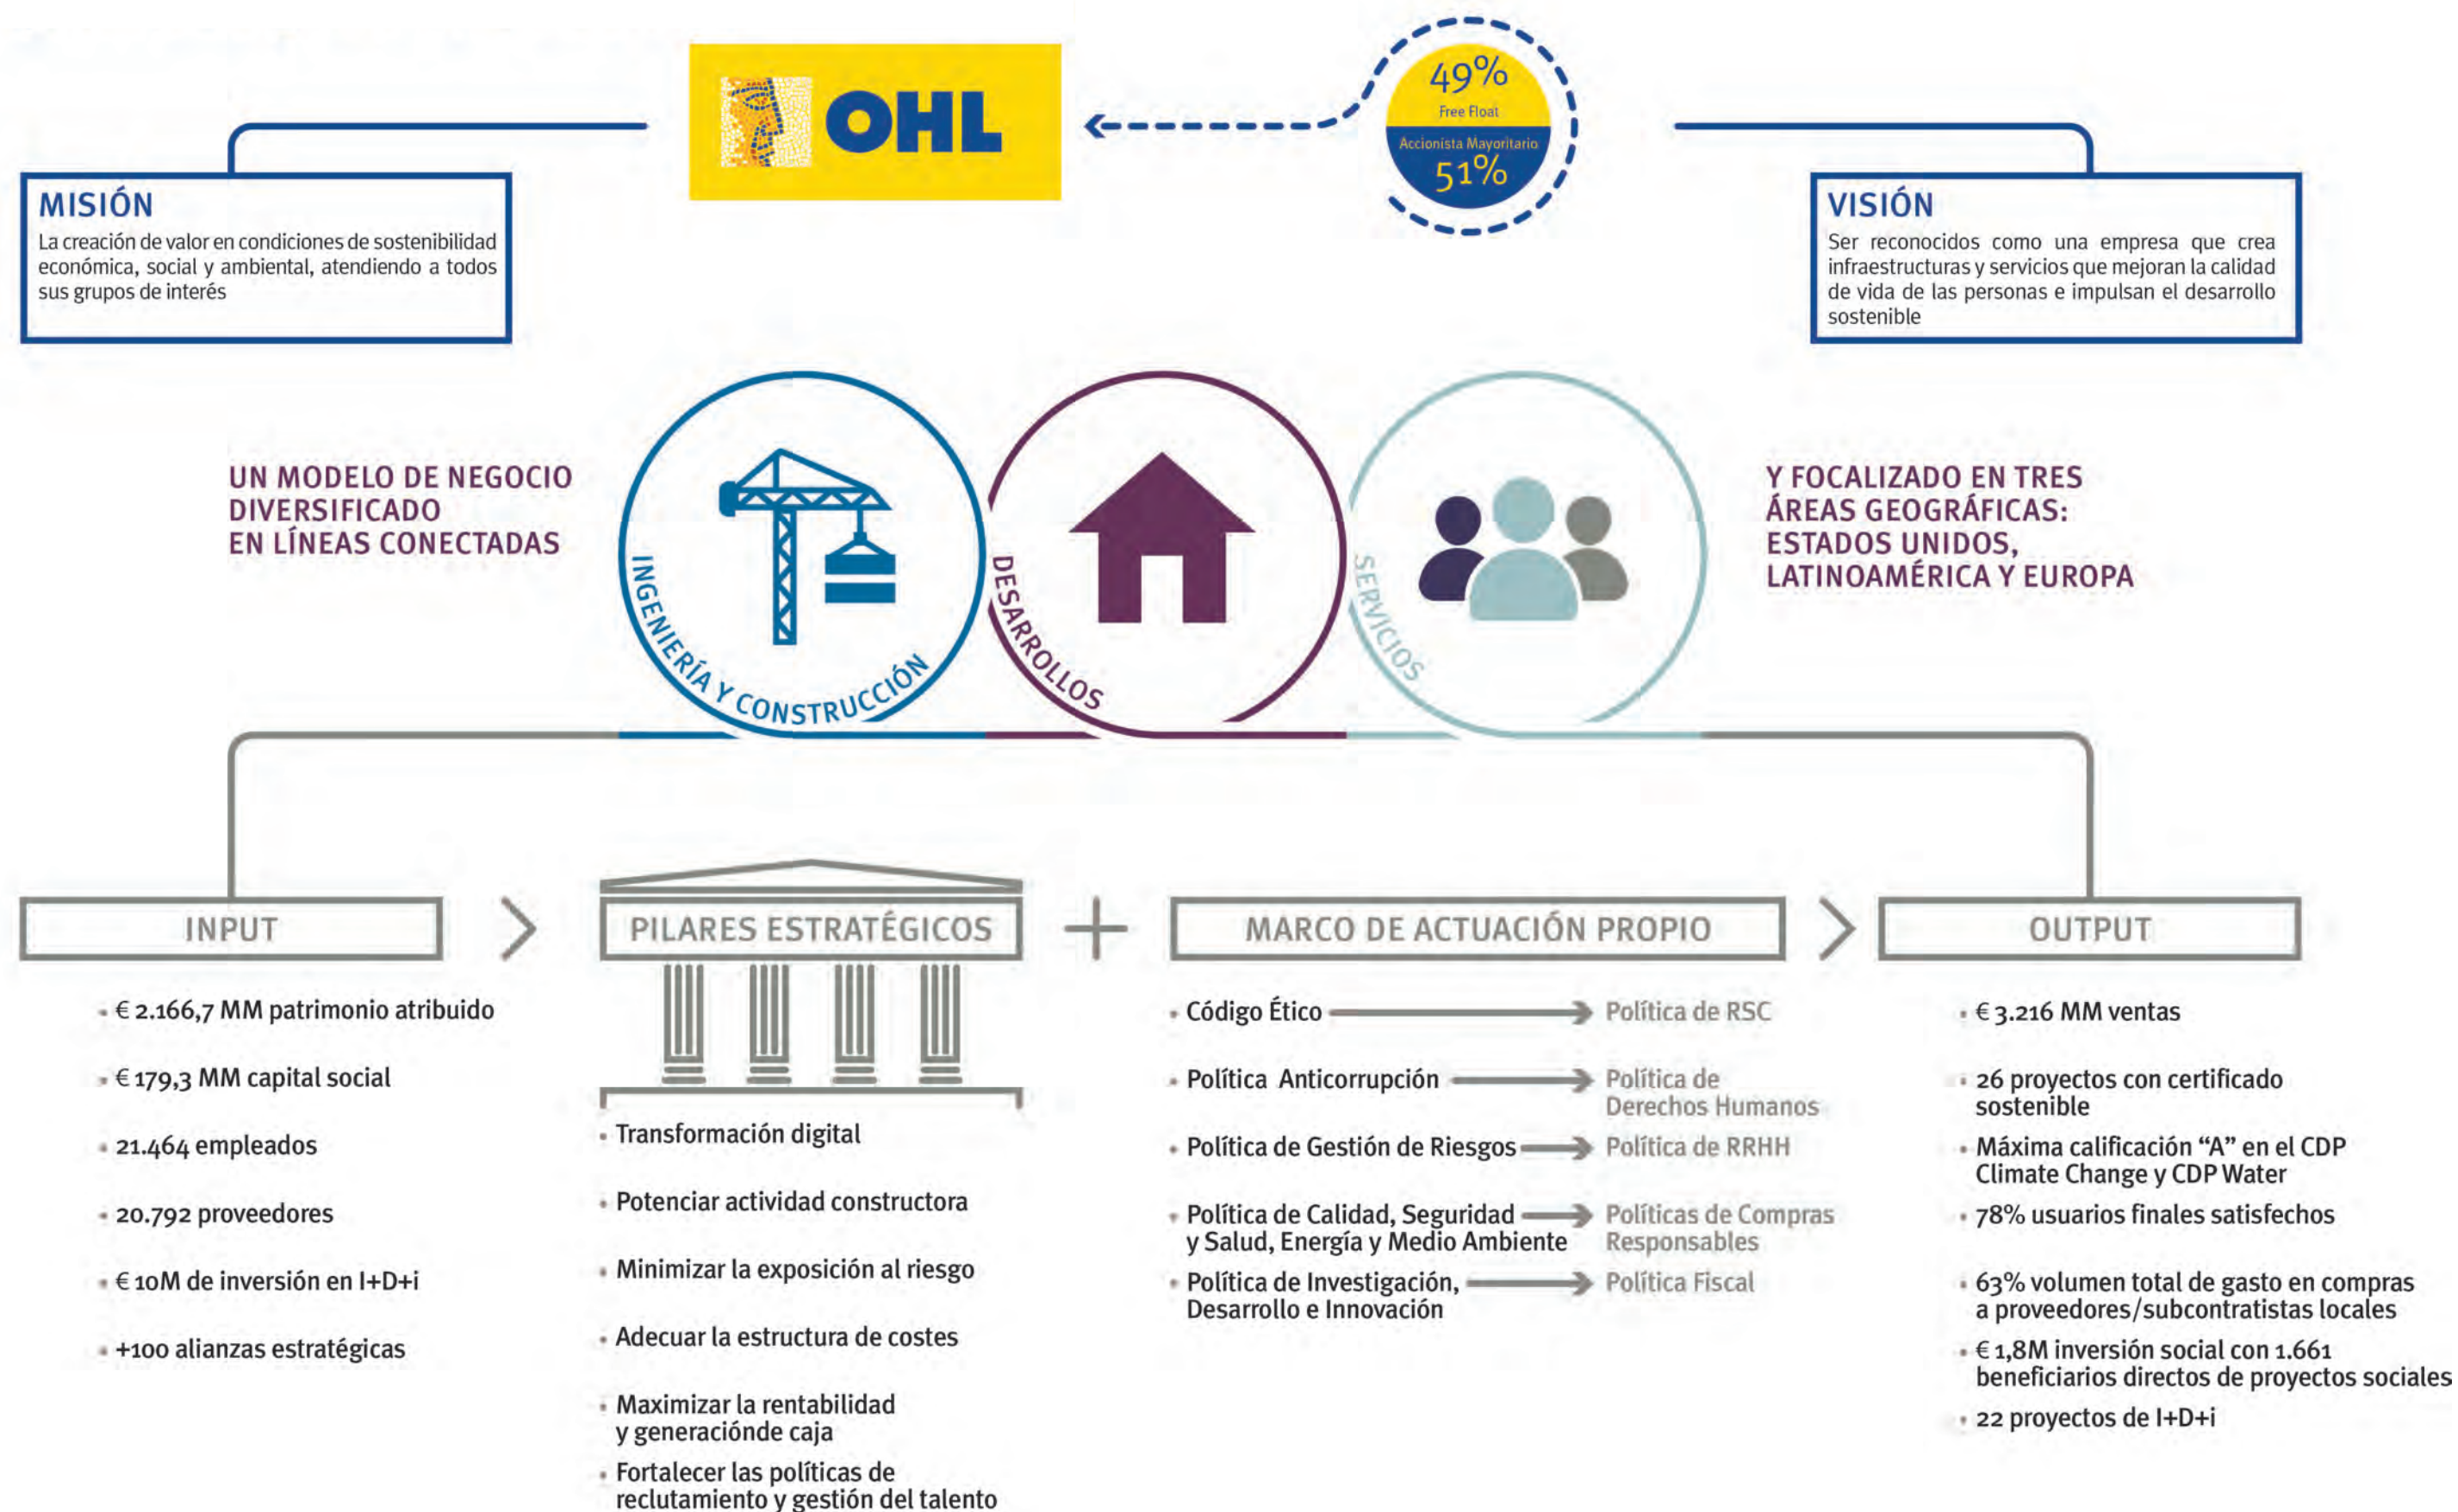 OHL
49%
Free Float
Accionista Mayoritario
51%
MISIÓN
La creación de valor en condiciones de sostenibilidad
económica, social y ambiental, atendiendo a todos
sus grupos de interés
VISIÓN
Ser reconocidos como una empresa que crea
infraestructuras y servicios que mejoran la calidad
de vida de las personas e impulsan el desarrollo
sostenible
UN MODELO DE NEGOCIO
DIVERSIFICADO
EN LÍNEAS CONECTADAS
INGENIERÍA Y CONSTRUCCIÓN
DESARROLLOS
SERVICIOS
Y FOCALIZADO EN TRES
ÁREAS GEOGRÁFICAS:
ESTADOS UNIDOS,
LATINOAMÉRICA Y EUROPA
INPUT
• € 2.166,7 MM patrimonio atribuido
• € 179,3 MM capital social
• 21.464 empleados
• 20.792 proveedores
• € 10M de inversión en I+D+i
• +100 alianzas estratégicas
PILARES ESTRATÉGICOS
• Transformación digital
• Potenciar actividad constructora
• Minimizar la exposición al riesgo
• Adecuar la estructura de costes
• Maximizar la rentabilidad
y generaciónde caja
• Fortalecer las políticas de
reclutamiento y gestión del talento
MARCO DE ACTUACIÓN PROPIO
• Código Ético
Política de RSC
• Política Anticorrupción
Política de
Derechos Humanos
• Política de Gestión de Riesgos
Política de RRHH
• Política de Calidad, Seguridad
y Salud, Energía y Medio Ambiente
Políticas de Compras
Responsables
• Política de Investigación,
Desarrollo e Innovación
Política Fiscal
OUTPUT
• € 3.216 MM ventas
• 26 proyectos con certificado
sostenible
• Máxima calificación “A” en el CDP
Climate Change y CDP Water
• 78% usuarios finales satisfechos
• 63% volumen total de gasto en compras
a proveedores/subcontratistas locales
• € 1,8M inversión social con 1.661
beneficiarios directos de proyectos sociales
• 22 proyectos de I+D+i